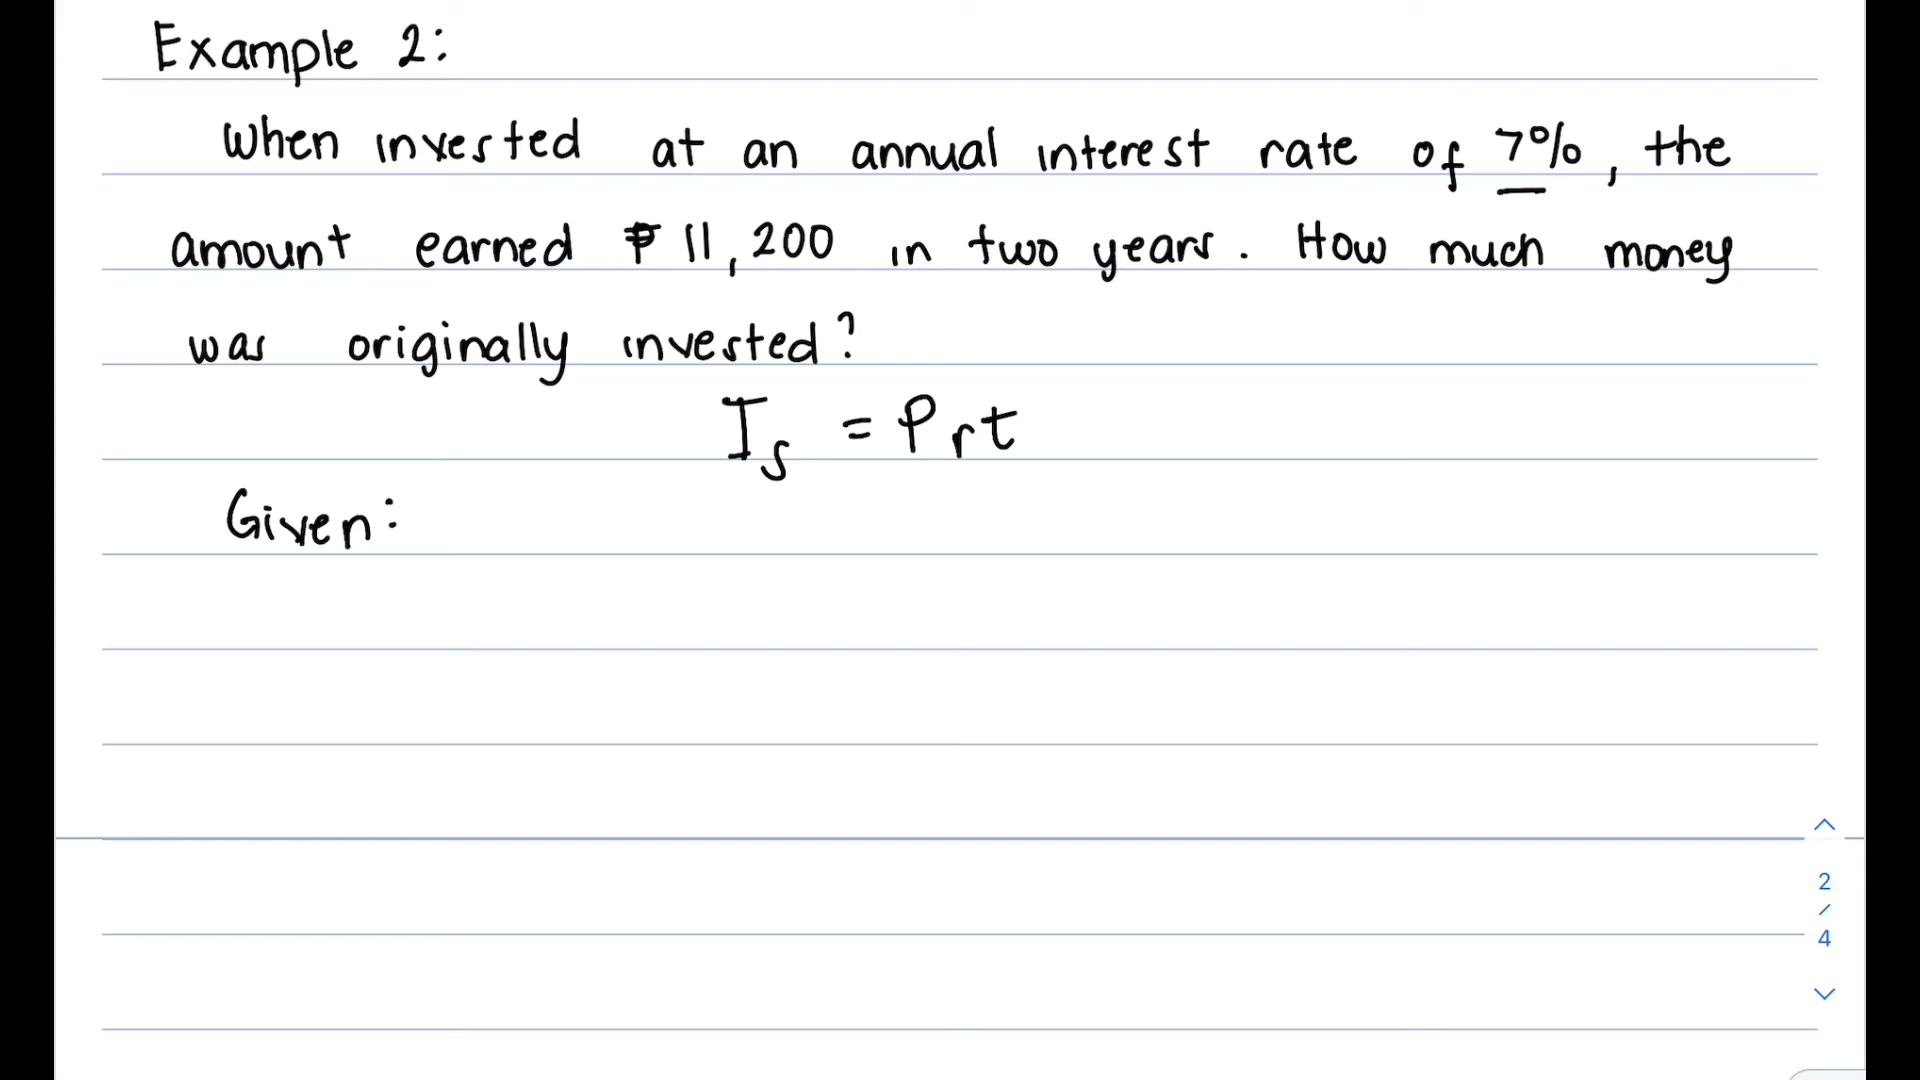 Example 2:
When invested at an annual interest rate of 7%, the
amount earned ₱ 11,200 in two years. How much money
was originally invested?
Is = Prt
Given:
2
/
4